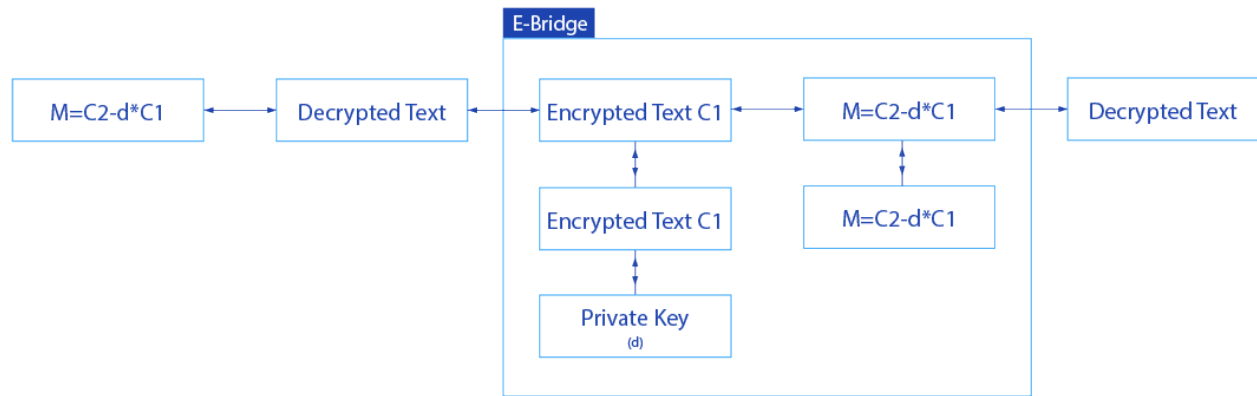 E-Bridge
M=C2-d*C1
Decrypted Text
Encrypted Text C1
M=C2-d*C1
Decrypted Text
Encrypted Text C1
M=C2-d*C1
Private Key
(d)